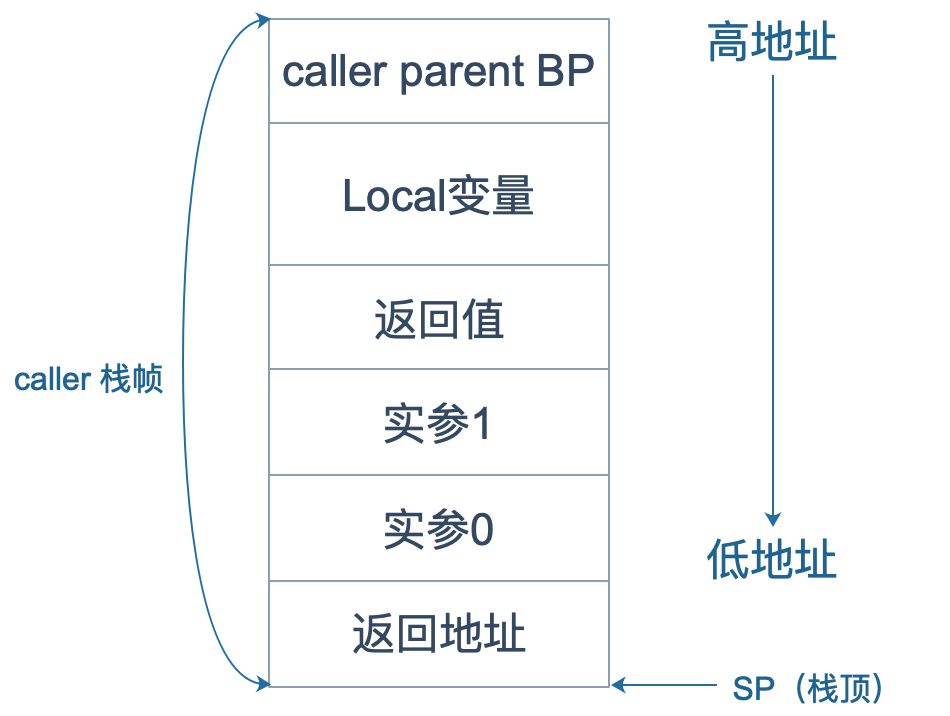 高地址
caller parent BP
Local变量
返回值
caller 栈帧
实参1
实参0
低地址
返回地址
SP（栈顶）